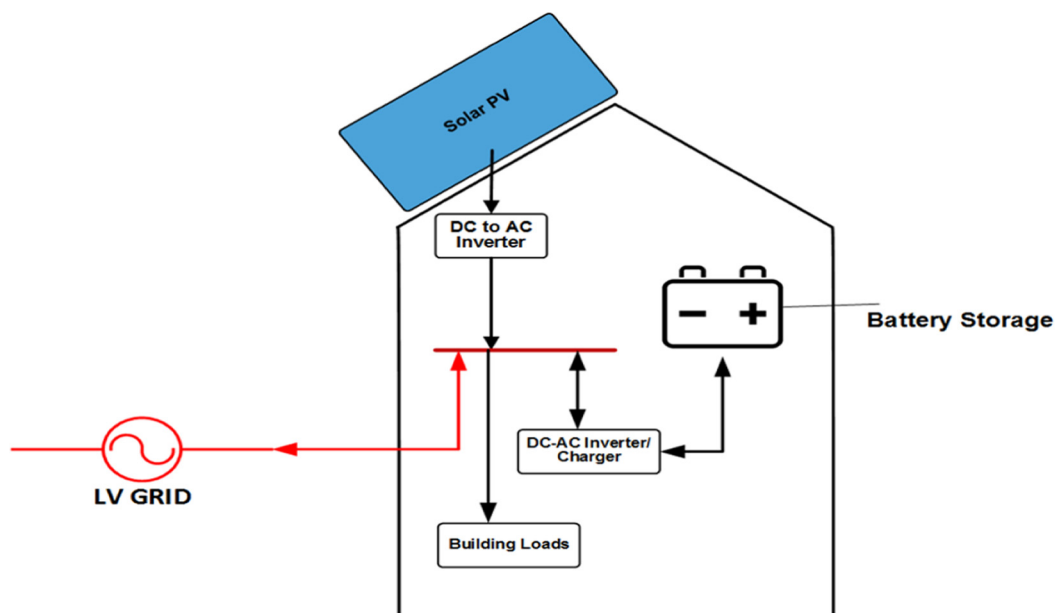 Solar PV
DC to AC
Inverter
Battery Storage
DC-AC Inverter/
Charger
LV GRID
Building Loads